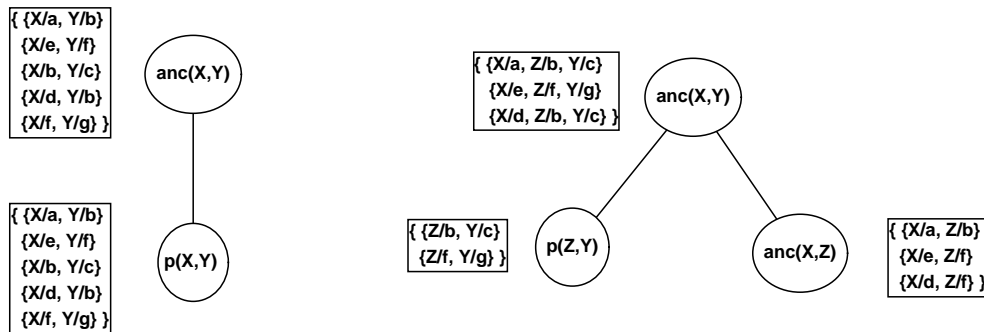 { {X/a, Y/b}
{X/e, Y/f}
{X/b, Y/c}
{X/d, Y/b}
{X/f, Y/g} }
anc(X,Y)
{ {X/a, Y/b}
{X/e, Y/f}
{X/b, Y/c}
{X/d, Y/b}
{X/f, Y/g} }
p(X,Y)
{ {X/a, Z/b, Y/c}
{X/e, Z/f, Y/g}
{X/d, Z/b, Y/c} }
anc(X,Y)
{ {Z/b, Y/c}
{Z/f, Y/g} }
p(Z,Y)
anc(X,Z)
{ {X/a, Z/b}
{X/e, Z/f}
{X/d, Z/f} }